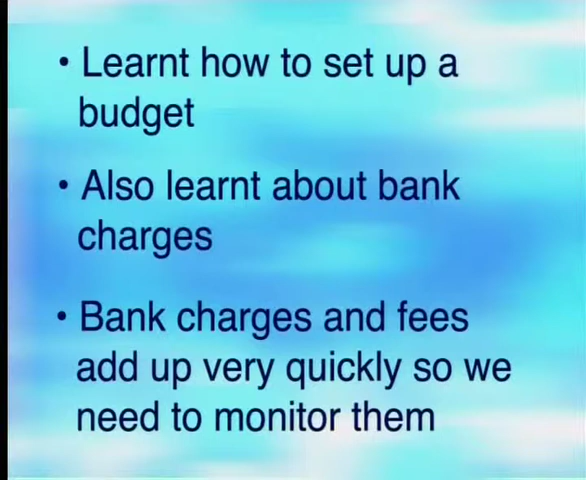 • Learnt how to set up a
budget
• Also learnt about bank
charges
• Bank charges and fees
add up very quickly so we
need to monitor them